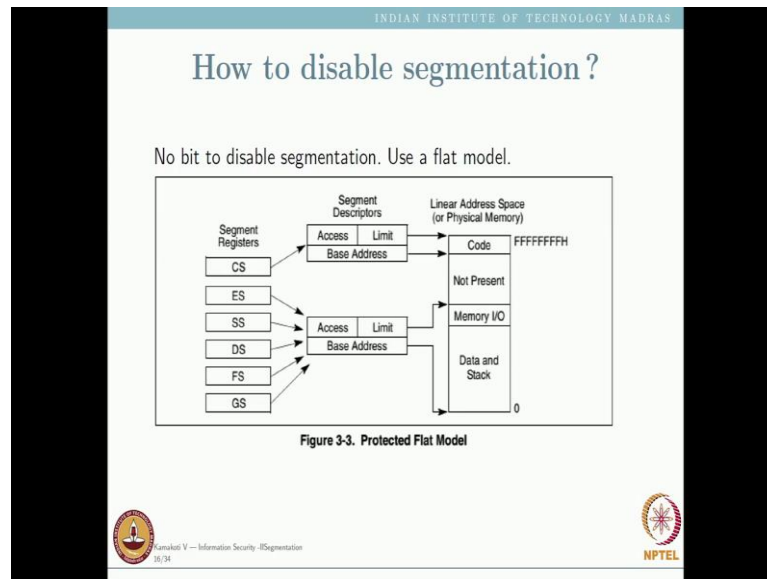 INDIAN INSTITUTE OF TECHNOLOGY MADRAS
How to disable segmentation?
No bit to disable segmentation. Use a flat model.
Segment
Registers
CS
ES
SS
DS
FS
GS
Segment
Descriptors
Access Limit
Base Address
Access Limit
Base Address
Linear Address Space
(or Physical Memory)
Code FFFFFFFFH
Not Present
Memory I/O
Data and
Stack
0
Figure 3-3. Protected Flat Model
Kamakoti V — Information Security -IISegmentation
16/34
NPTEL